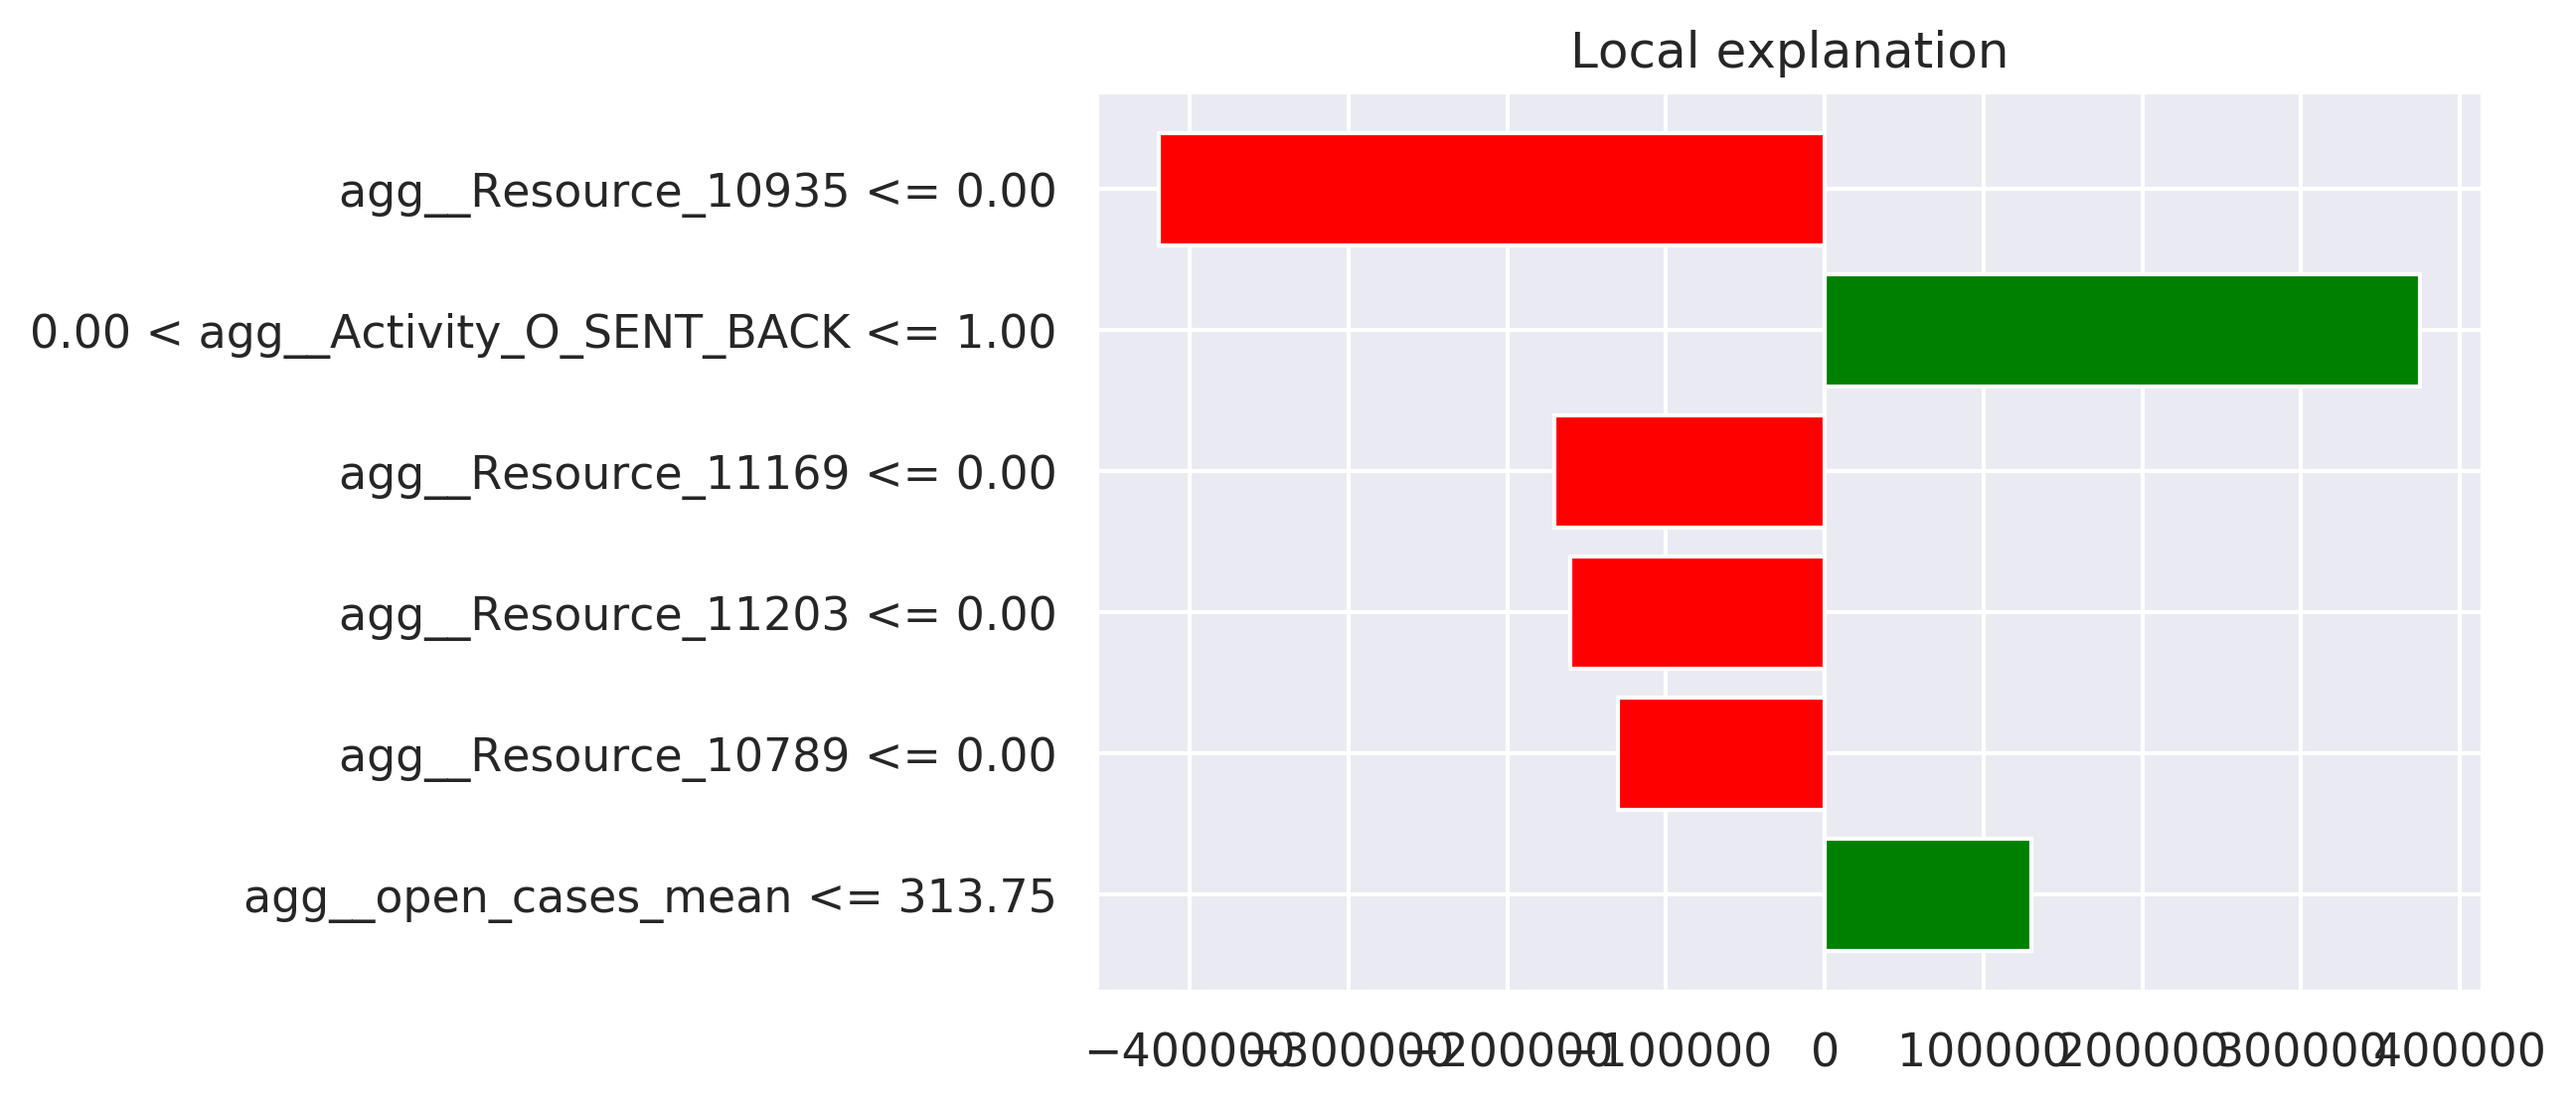 Local explanation
agg__Resource_10935 <= 0.00
0.00 < agg__Activity_O_SENT_BACK <= 1.00
agg__Resource_11169 <= 0.00
agg__Resource_11203 <= 0.00
agg__Resource_10789 <= 0.00
agg__open_cases_mean <= 313.75
−400000 −300000 −200000 −100000 0 100000 200000 300000 400000